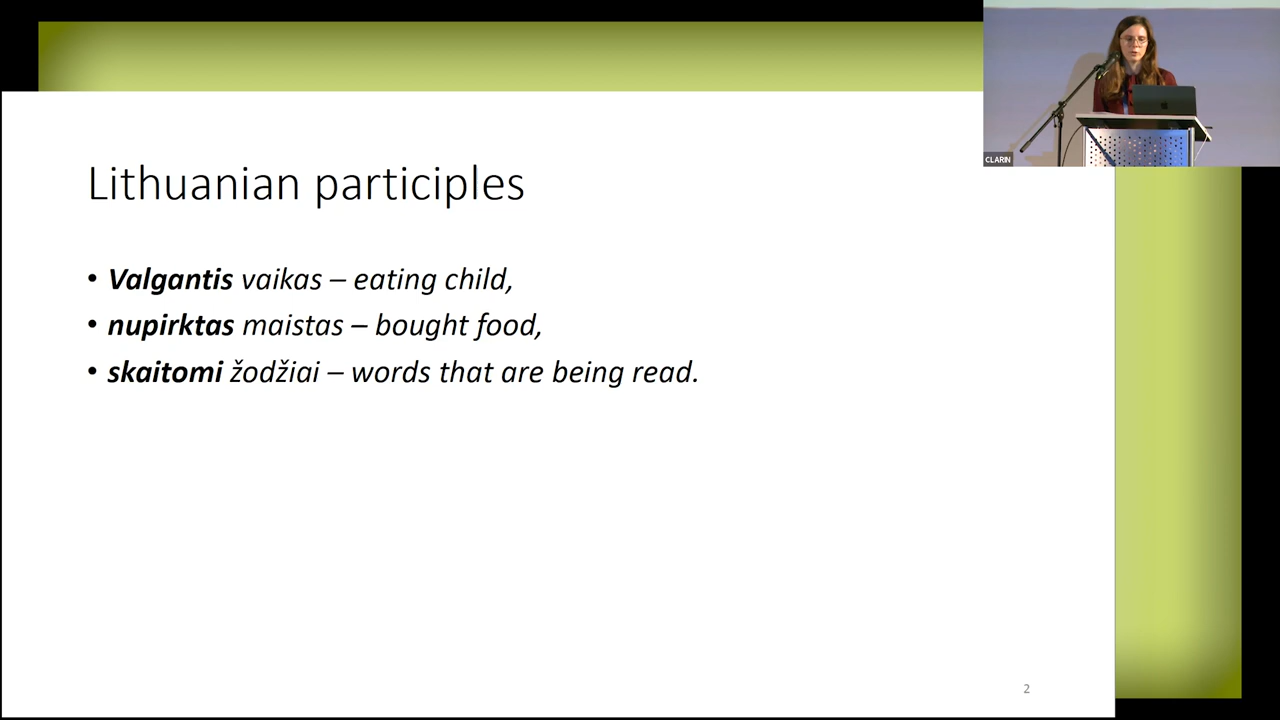 CLARIN
Lithuanian participles
• Valgantis vaikas – eating child,
• nupirktas maistas – bought food,
• skaitomi žodžiai – words that are being read.
2